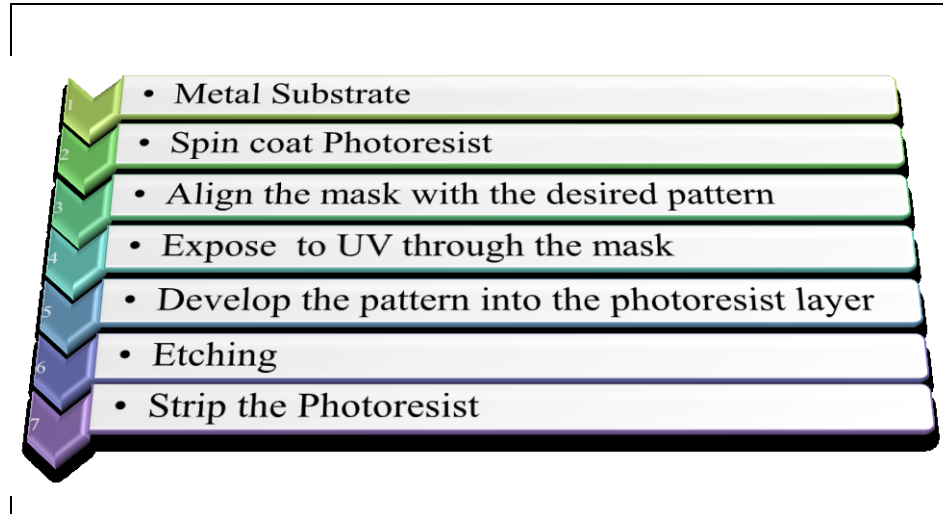 1 • Metal Substrate
2 • Spin coat Photoresist
3 • Align the mask with the desired pattern
4 • Expose  to UV through the mask
5 • Develop the pattern into the photoresist layer
6 • Etching
7 • Strip the Photoresist